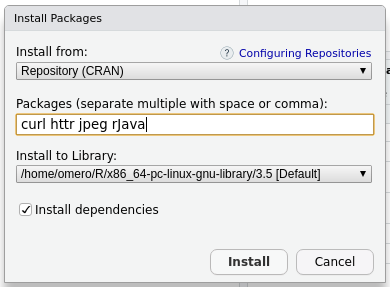 Install Packages
Install from:
? Configuring Repositories
Repository (CRAN)
Packages (separate multiple with space or comma):
curl httr jpeg rJava
Install to Library:
/home/omero/R/x86_64-pc-linux-gnu-library/3.5 [Default]
Install dependencies
Install
Cancel